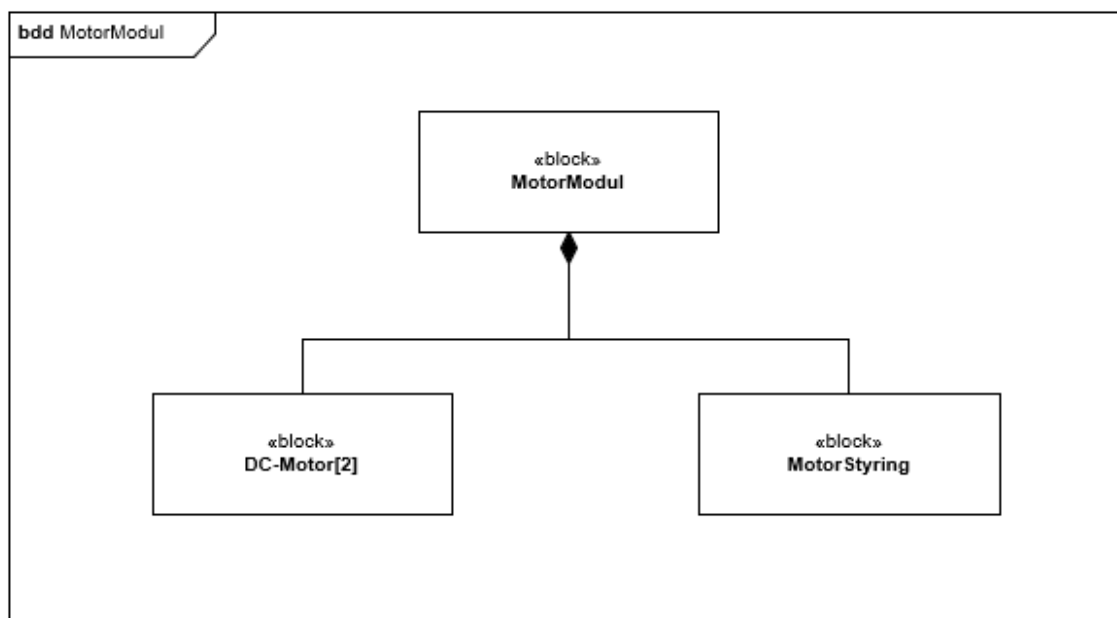 bdd MotorModul
«block»
MotorModul
«block»
DC-Motor[2]
«block»
MotorStyring